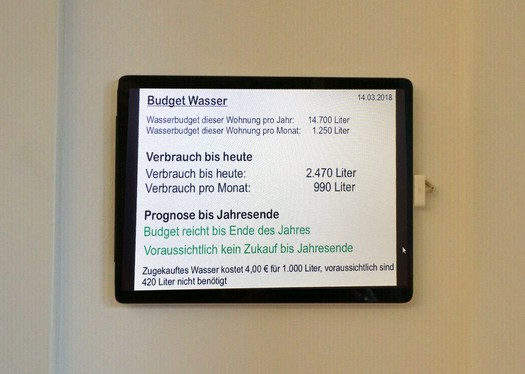 Budget Wasser
14.03.2018
Wasserbudget dieser Wohnung pro Jahr: 14.700 Liter
Wasserbudget dieser Wohnung pro Monat: 1.250 Liter
Verbrauch bis heute
Verbrauch bis heute: 2.470 Liter
Verbrauch pro Monat: 990 Liter
Prognose bis Jahresende
Budget reicht bis Ende des Jahres
Voraussichtlich kein Zukauf bis Jahresende
Zugekauftes Wasser kostet 4,00 € für 1.000 Liter, voraussichtlich sind
420 Liter nicht benötigt